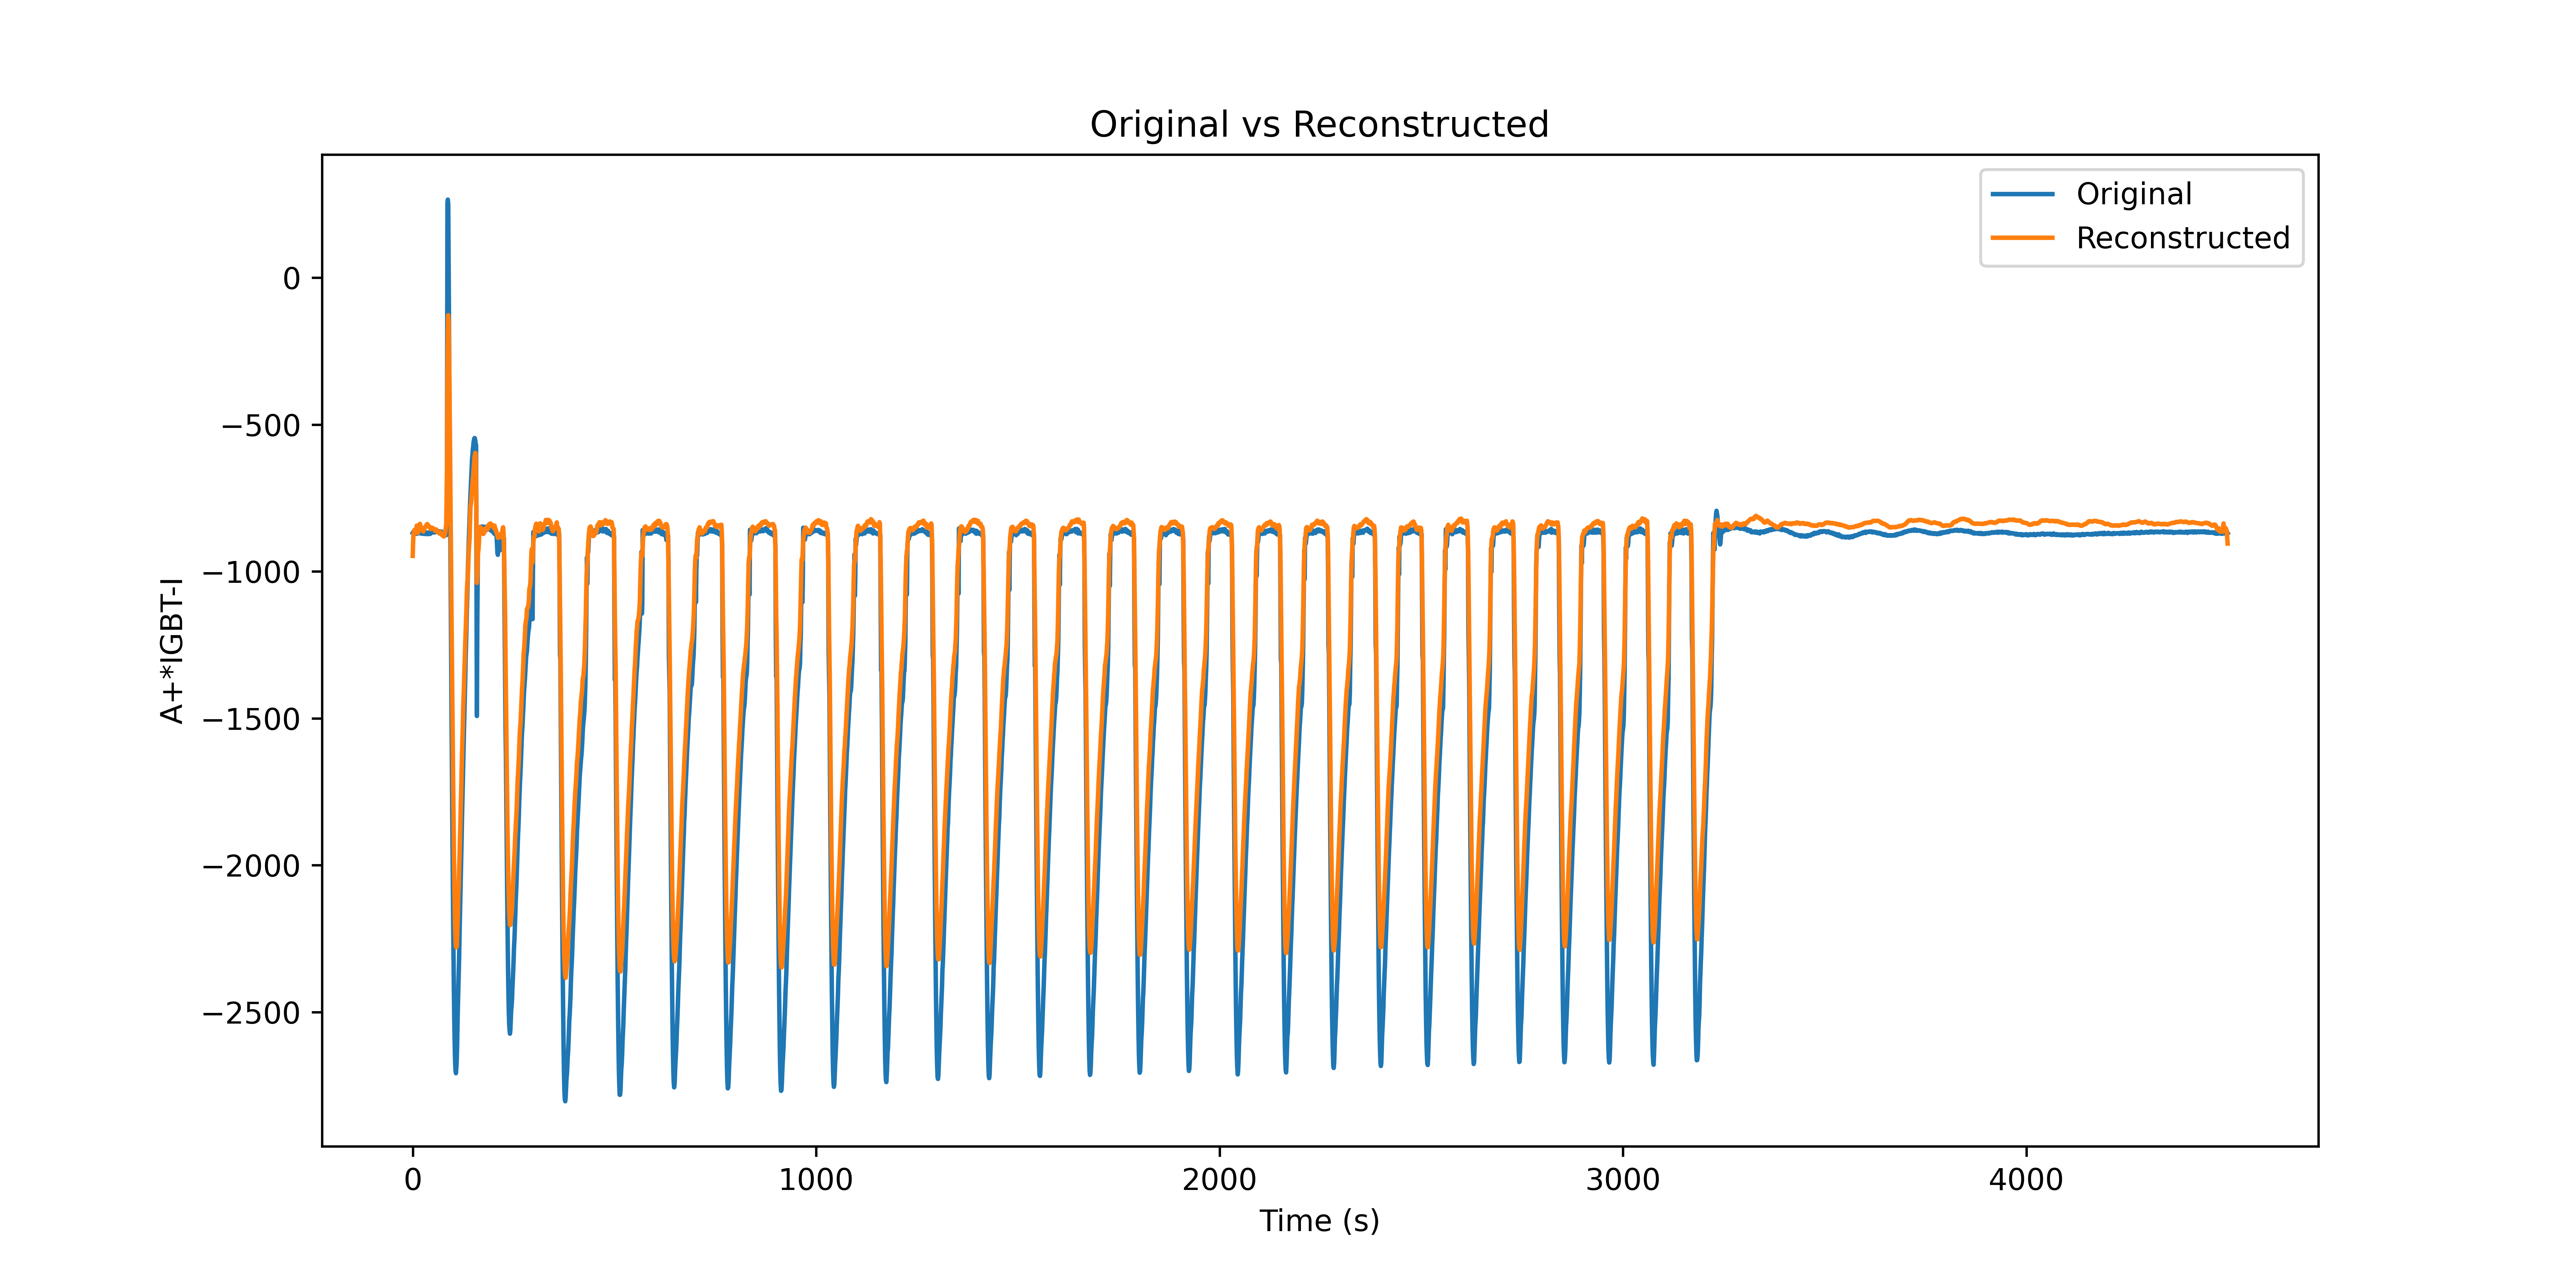 Original vs Reconstructed
Original
Reconstructed
A+*IGBT-I
0
−500
−1000
−1500
−2000
−2500
0 1000 2000 3000 4000
Time (s)